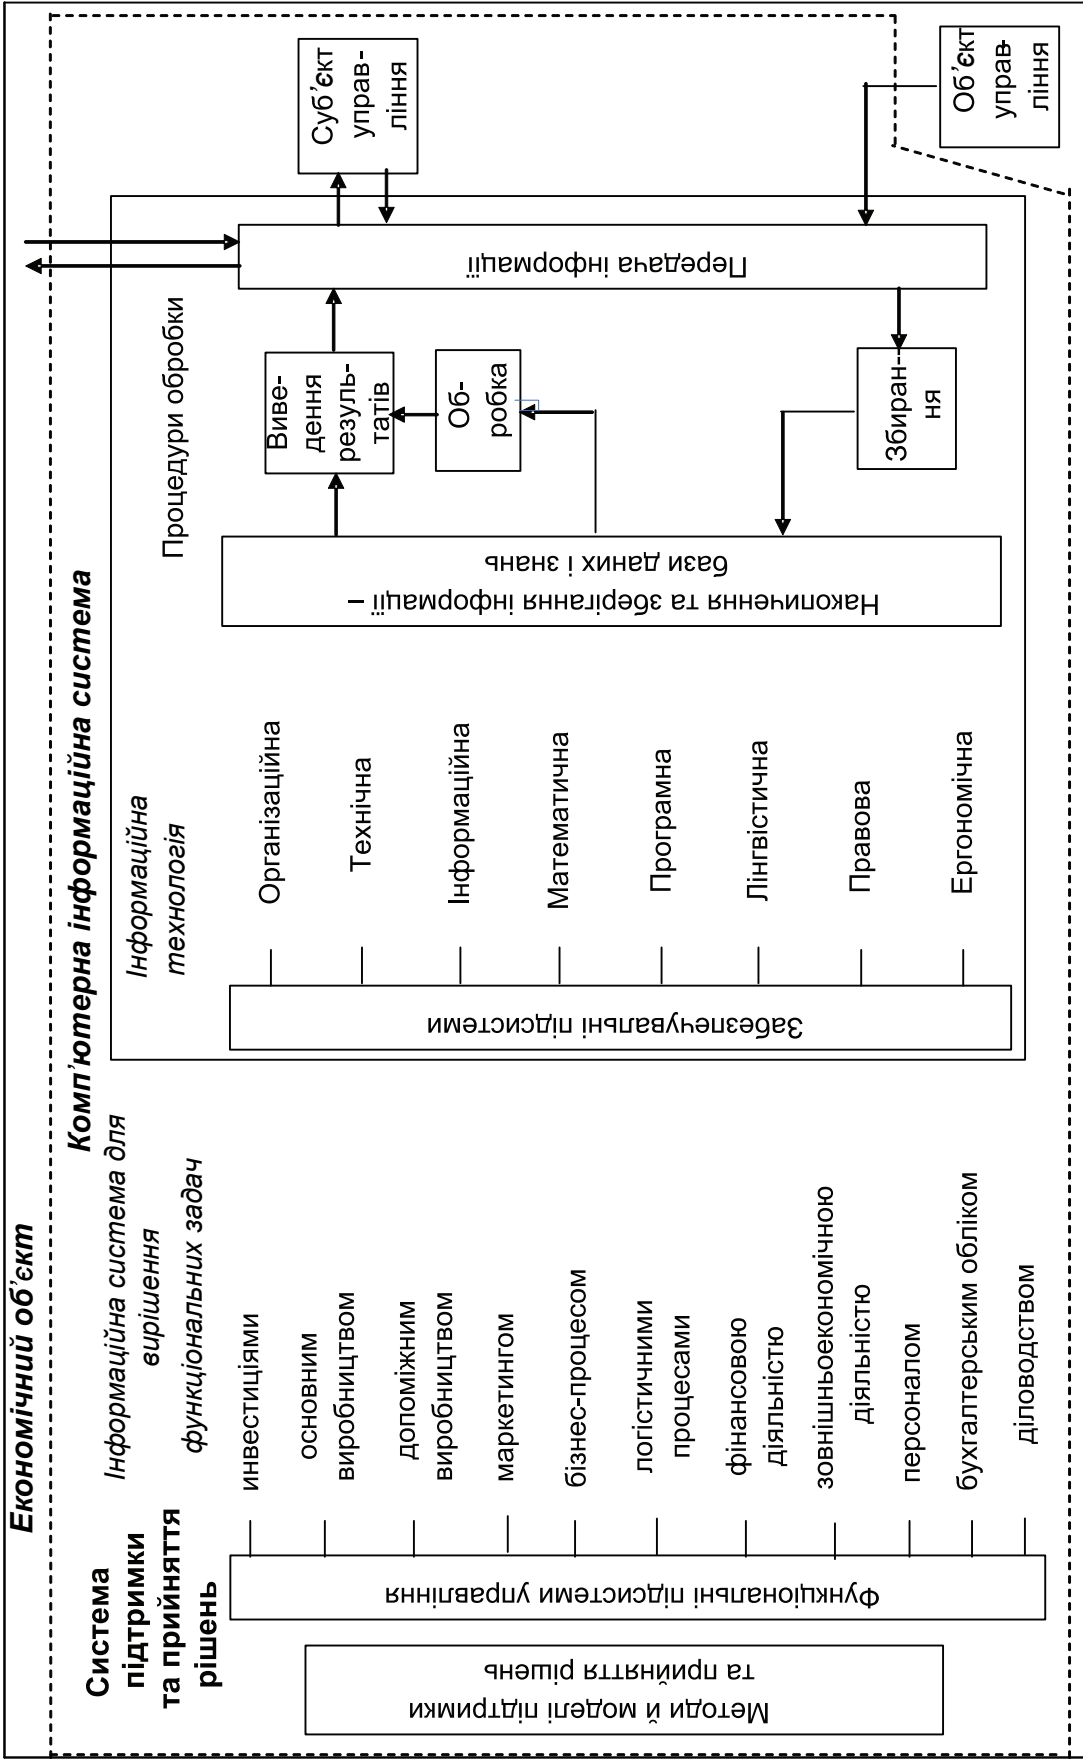 Економічний об’єкт
Комп’ютерна інформаційна система
Система
підтримки
та прийняття
рішень
Методи й моделі підтримки
та прийняття рішень
Інформаційна система для
вирішення
функціональних задач
Функціональні підсистеми управління
инвестиціями
основним
виробництвом
допоміжним
виробництвом
маркетингом
бізнес-процесом
логістичними
процесами
фінансовою
діяльністю
зовнішньоекономічною
діяльністю
персоналом
бухгалтерським обліком
діловодством
Інформаційна
технологія
Забезпечувальні підсистеми
Організаційна
Технічна
Інформаційна
Математична
Програмна
Лінгвістична
Правова
Ергономічна
Процедури обробки
Накопичення та зберігання інформації –
бази даних і знань
Виве-
дення
резуль-
татів
Об-
робка
Збиран-
ня
Передача інформації
Суб’єкт
управ-
ління
Об’єкт
управ-
ління